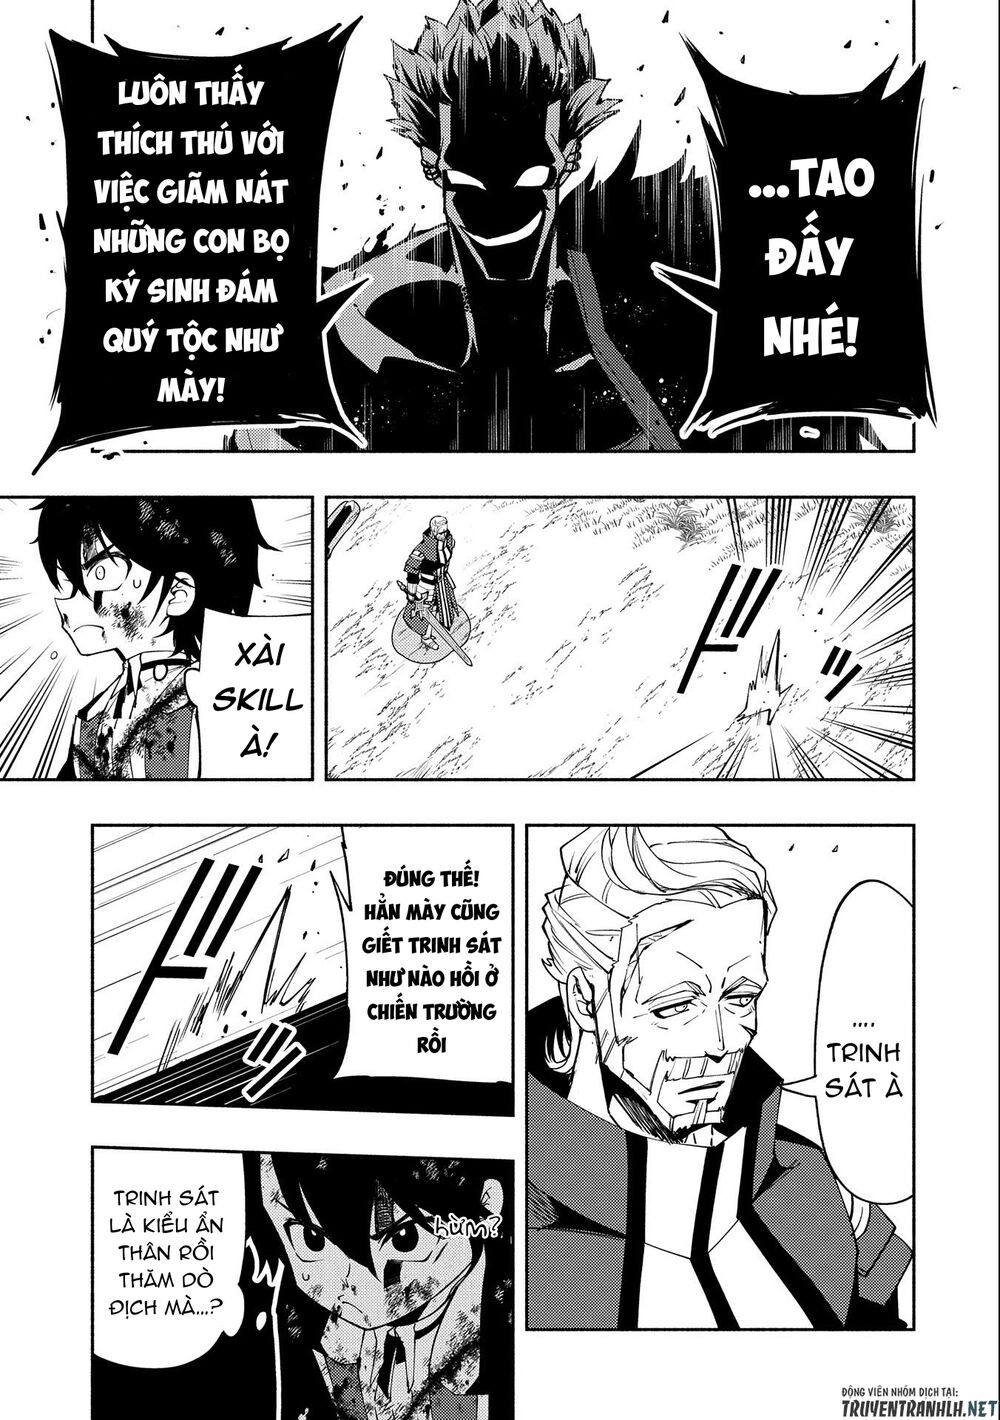 ...TAO
ĐẤY
NHÉ!
LUÔN THẤY
THÍCH THÚ VỚI
VIỆC GIÃM NÁT
NHỮNG CON BỌ
KÝ SINH ĐÁM
QUÝ TỘC NHƯ
MÀY!
XÀI
SKILL
À!
....
TRINH
SÁT À
ĐÚNG THẾ!
HẲN MÀY CŨNG
GIẾT TRINH SÁT
NHƯ NÀO HỒI Ở
CHIẾN TRƯỜNG
RỒI
TRINH SÁT
LÀ KIỂU ẨN
THÂN RỒI
THĂM DÒ
ĐỊCH MÀ...?
hừm?
ĐỘNG VIÊN NHÓM DỊCH TẠI:
TRUYENTRANHLH.NET